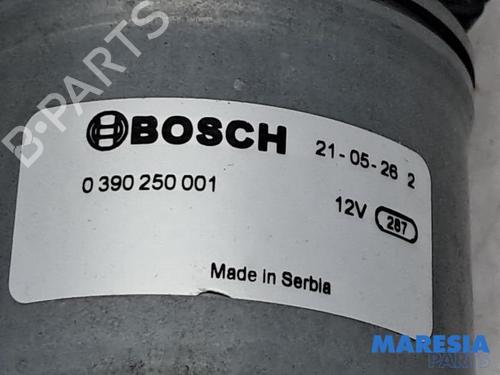 B-PARTS
BOSCH
21-05-26 2
0 390 250 001
12V 287
Made in Serbia
MARESIA
PARTS